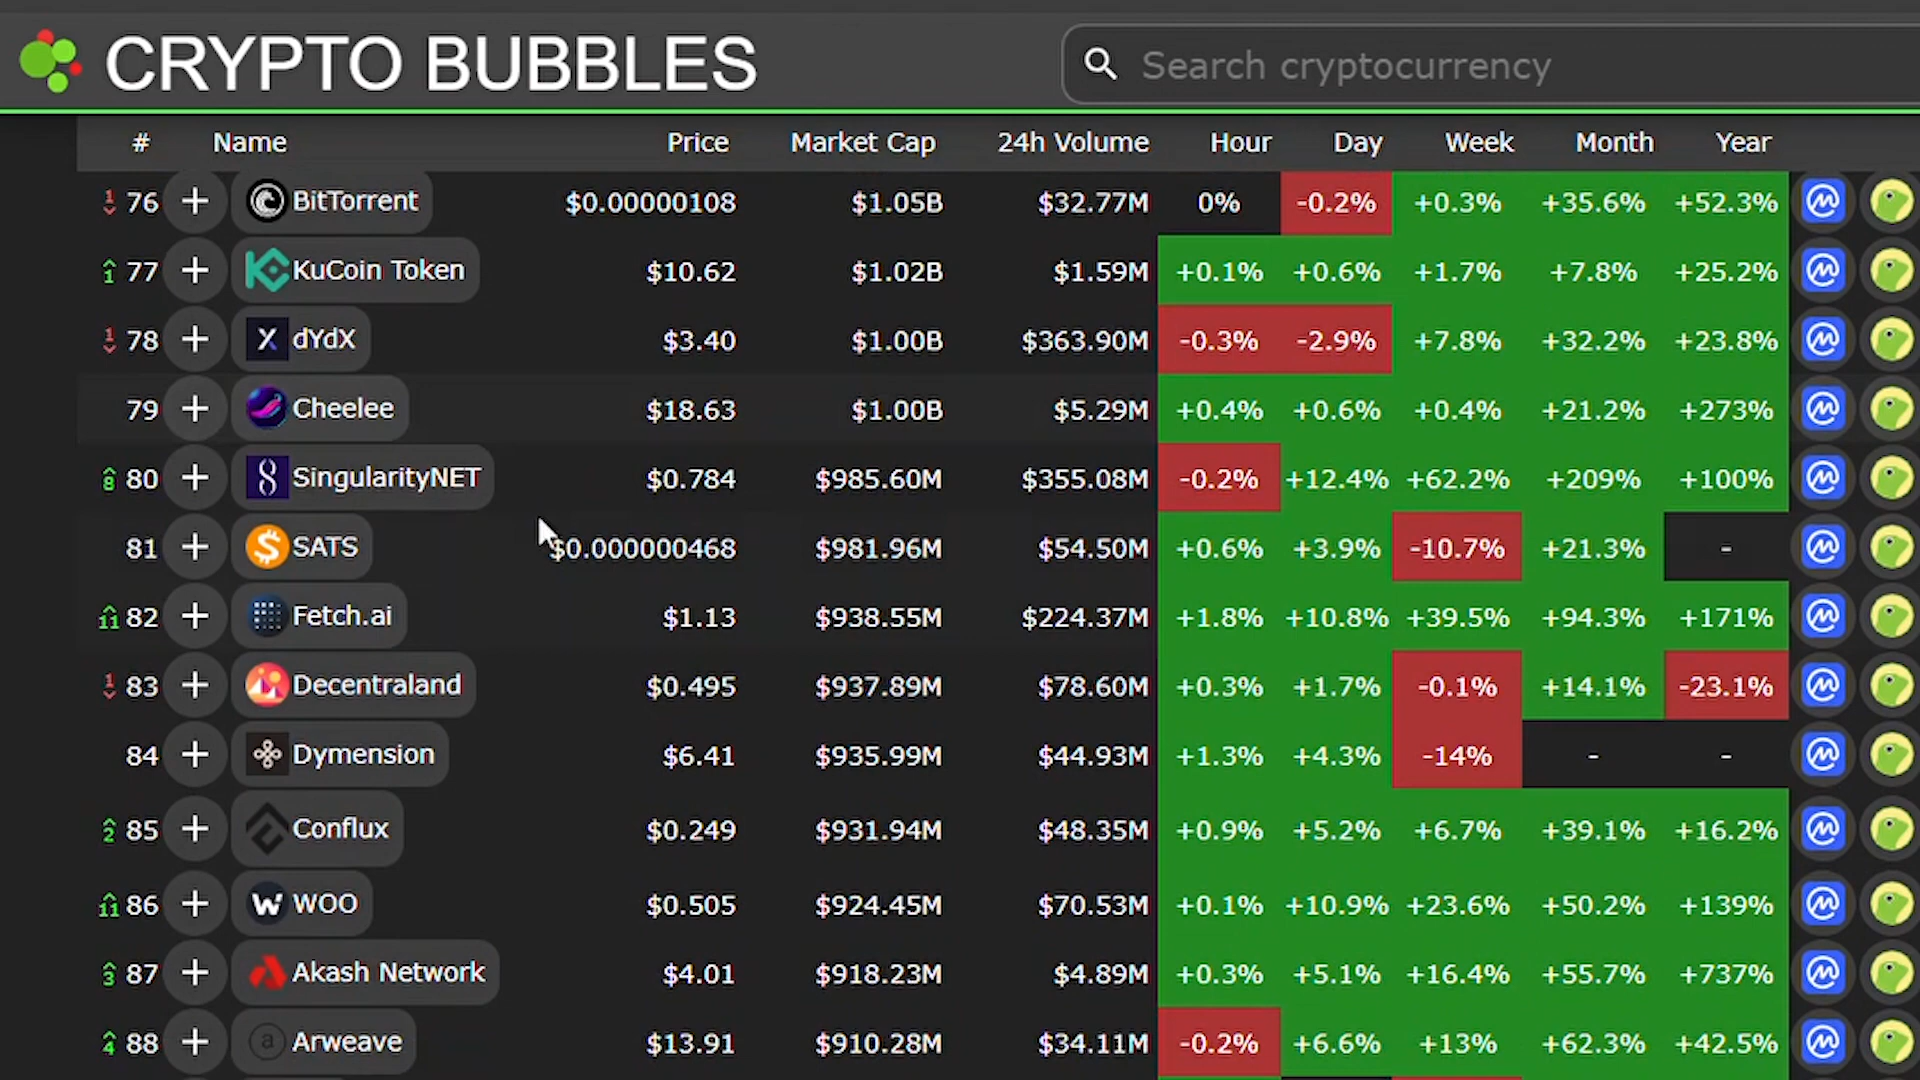 CRYPTO BUBBLES Search cryptocurrency
# Name Price Market Cap 24h Volume Hour Day Week Month Year
1 76 + BitTorrent $0.00000108 $1.05B $32.77M 0% -0.2% +0.3% +35.6% +52.3%
1 77 + KuCoin Token $10.62 $1.02B $1.59M +0.1% +0.6% +1.7% +7.8% +25.2%
1 78 + dYdX $3.40 $1.00B $363.90M -0.3% -2.9% +7.8% +32.2% +23.8%
79 + Cheelee $18.63 $1.00B $5.29M +0.4% +0.6% +0.4% +21.2% +273%
8 80 + SingularityNET $0.784 $985.60M $355.08M -0.2% +12.4% +62.2% +209% +100%
81 + SATS $0.000000468 $981.96M $54.50M +0.6% +3.9% -10.7% +21.3% -
11 82 + Fetch.ai $1.13 $938.55M $224.37M +1.8% +10.8% +39.5% +94.3% +171%
1 83 + Decentraland $0.495 $937.89M $78.60M +0.3% +1.7% -0.1% +14.1% -23.1%
84 + Dymension $6.41 $935.99M $44.93M +1.3% +4.3% -14% - -
2 85 + Conflux $0.249 $931.94M $48.35M +0.9% +5.2% +6.7% +39.1% +16.2%
11 86 + WOO $0.505 $924.45M $70.53M +0.1% +10.9% +23.6% +50.2% +139%
3 87 + Akash Network $4.01 $918.23M $4.89M +0.3% +5.1% +16.4% +55.7% +737%
4 88 + Arweave $13.91 $910.28M $34.11M -0.2% +6.6% +13% +62.3% +42.5%